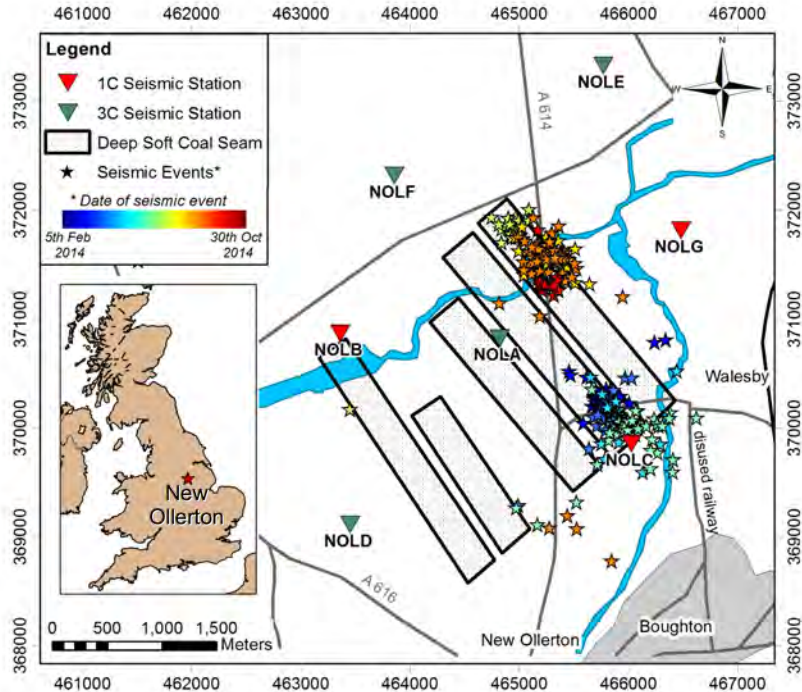 461000 462000 463000 464000 465000 466000 467000
Legend
1C Seismic Station
3C Seismic Station
Deep Soft Coal Seam
Seismic Events*
* Date of seismic event
5th Feb 30th Oct
2014 2014
373000 373000
372000 372000
371000 371000
370000 370000
369000 369000
368000 368000
N
W E
S
NOLE
A 614
NOLF
NOLG
NOLB
NOLA
Walesby
NOLC
disused railway
NOLD
A 616
New Ollerton
Boughton
New
Ollerton
0 500 1,000 1,500
Meters
461000 462000 463000 464000 465000 466000 467000